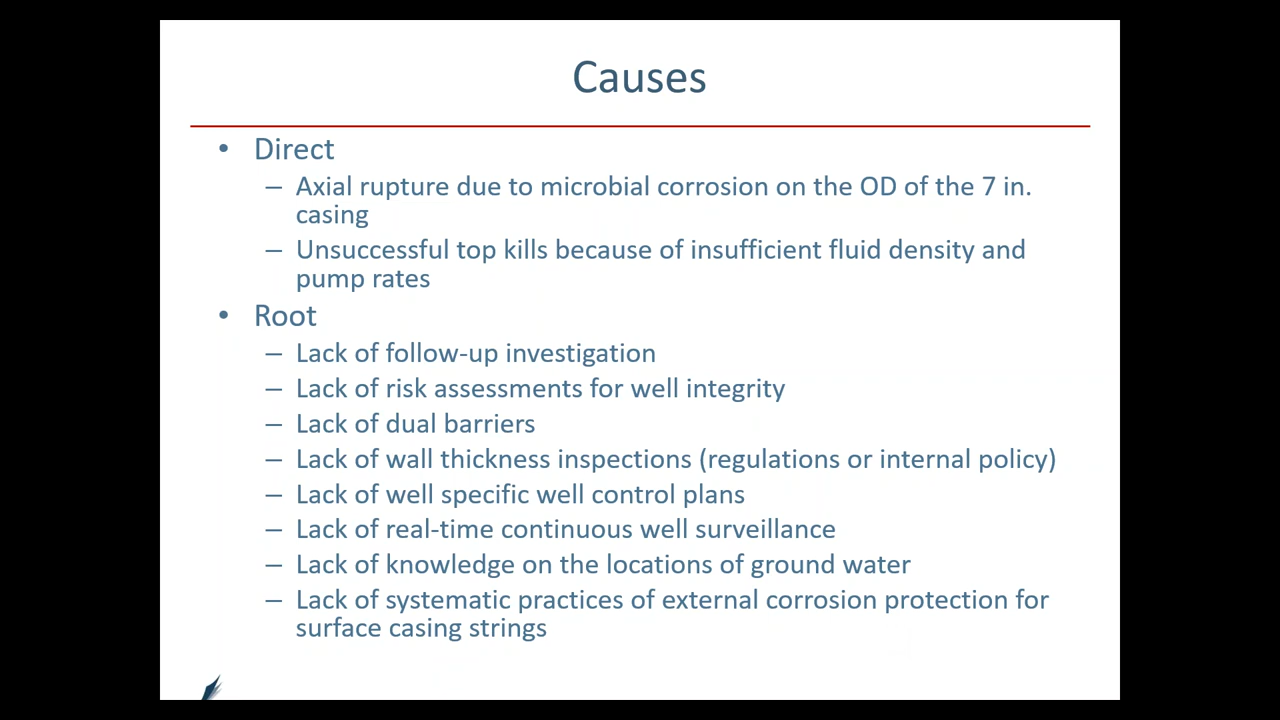 Causes
• Direct
– Axial rupture due to microbial corrosion on the OD of the 7 in.
casing
– Unsuccessful top kills because of insufficient fluid density and
pump rates
• Root
– Lack of follow-up investigation
– Lack of risk assessments for well integrity
– Lack of dual barriers
– Lack of wall thickness inspections (regulations or internal policy)
– Lack of well specific well control plans
– Lack of real-time continuous well surveillance
– Lack of knowledge on the locations of ground water
– Lack of systematic practices of external corrosion protection for
surface casing strings